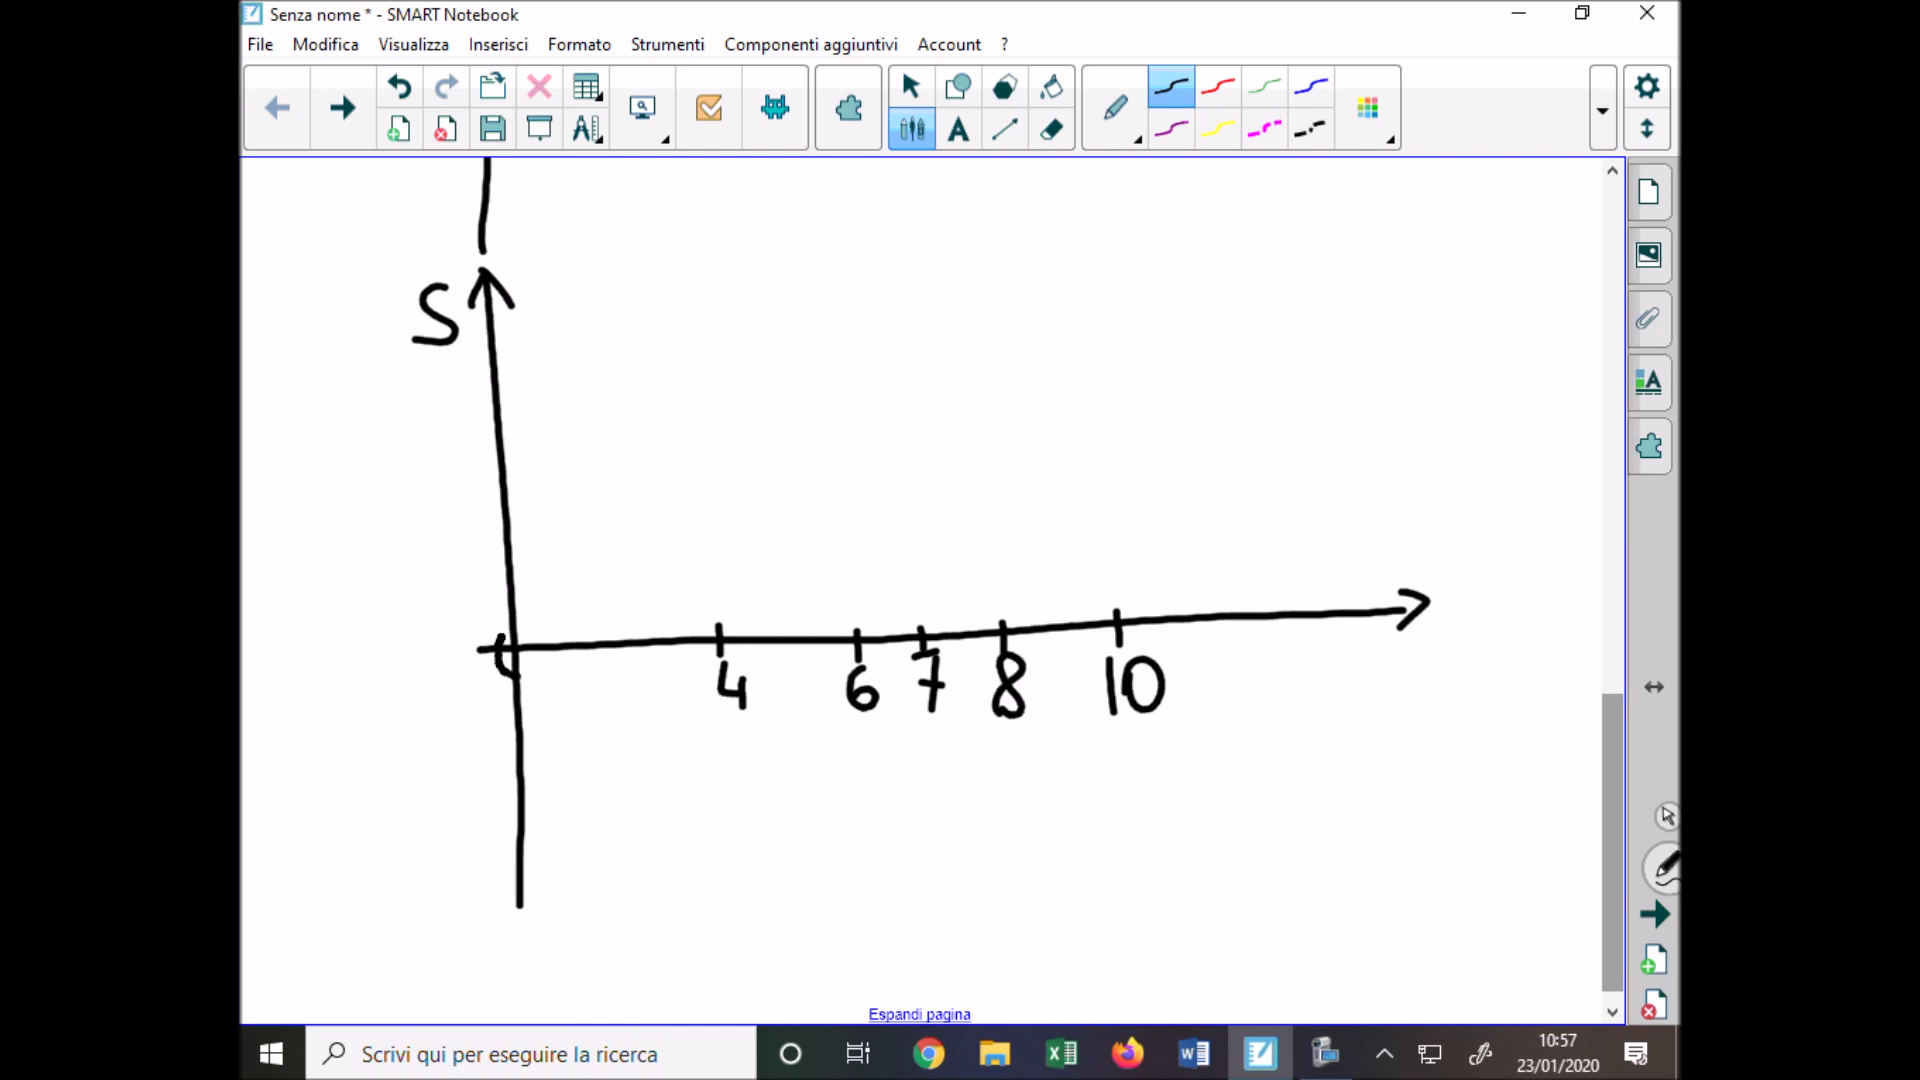 Senza nome * - SMART Notebook
File Modifica Visualizza Inserisci Formato Strumenti Componenti aggiuntivi Account ?
S
4 6 7 8 10
Espandi pagina
Scrivi qui per eseguire la ricerca
10:57
23/01/2020